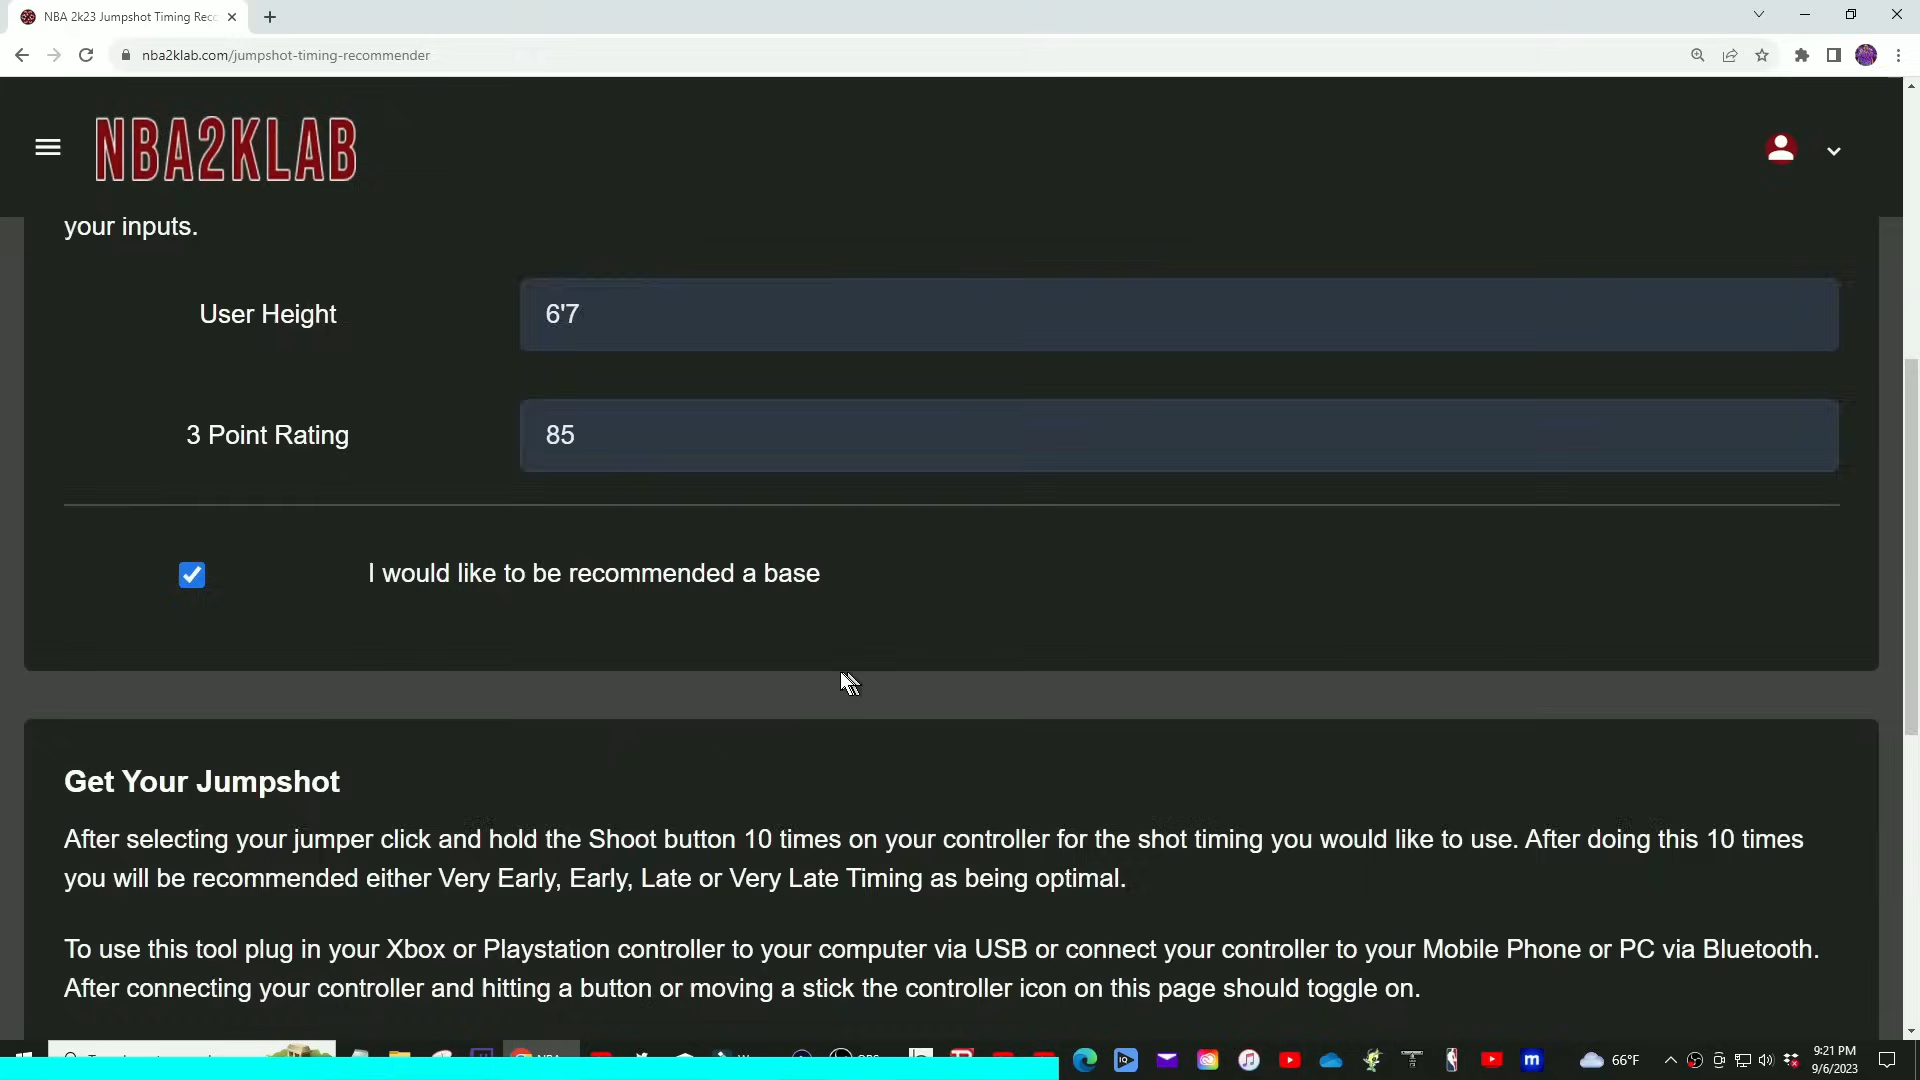 NBA 2k23 Jumpshot Timing Rec
nba2klab.com/jumpshot-timing-recommender
NBA2KLAB
your inputs.
User Height
6'7
3 Point Rating
85
I would like to be recommended a base
Get Your Jumpshot
After selecting your jumper click and hold the Shoot button 10 times on your controller for the shot timing you would like to use. After doing this 10 times
you will be recommended either Very Early, Early, Late or Very Late Timing as being optimal.
To use this tool plug in your Xbox or Playstation controller to your computer via USB or connect your controller to your Mobile Phone or PC via Bluetooth.
After connecting your controller and hitting a button or moving a stick the controller icon on this page should toggle on.
66°F
9:21 PM
9/6/2023